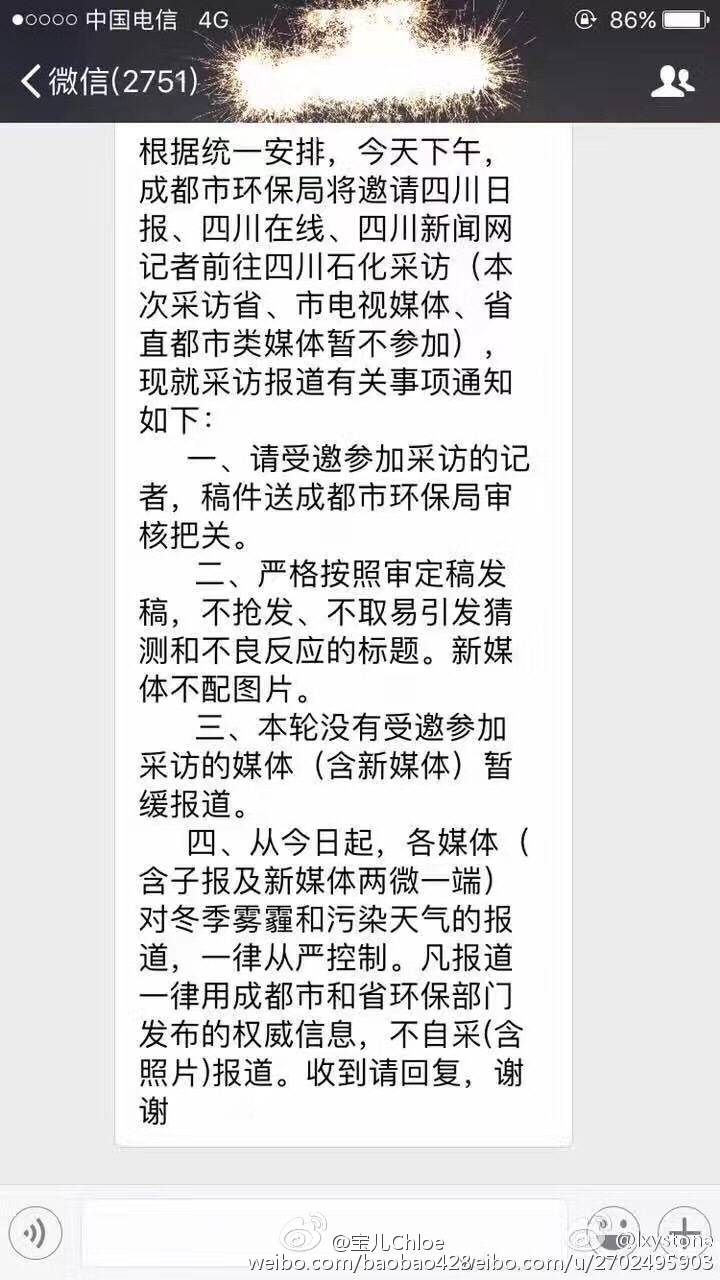 中国电信 4G 86%
微信(2751)
根据统一安排，今天下午，
成都市环保局将邀请四川日
报、四川在线、四川新闻网
记者前往四川石化采访（本
次采访省、市电视媒体、省
直都市类媒体暂不参加），
现就采访报道有关事项通知
如下：
一、请受邀参加采访的记
者，稿件送成都市环保局审
核把关。
二、严格按照审定稿发
稿，不抢发、不取易引发猜
测和不良反应的标题。新媒
体不配图片。
三、本轮没有受邀参加
采访的媒体（含新媒体）暂
缓报道。
四、从今日起，各媒体（
含子报及新媒体两微一端）
对冬季雾霾和污染天气的报
道，一律从严控制。凡报道
一律用成都市和省环保部门
发布的权威信息，不自采(含
照片)报道。收到请回复，谢
谢
@宝儿Chloe @lxystone
weibo.com/baobao428 weibo.com/u/2702495903